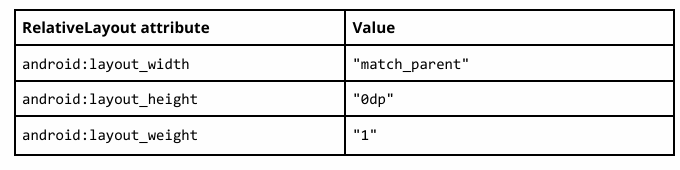 RelativeLayout attribute Value
android:layout_width "match_parent"
android:layout_height "0dp"
android:layout_weight "1"